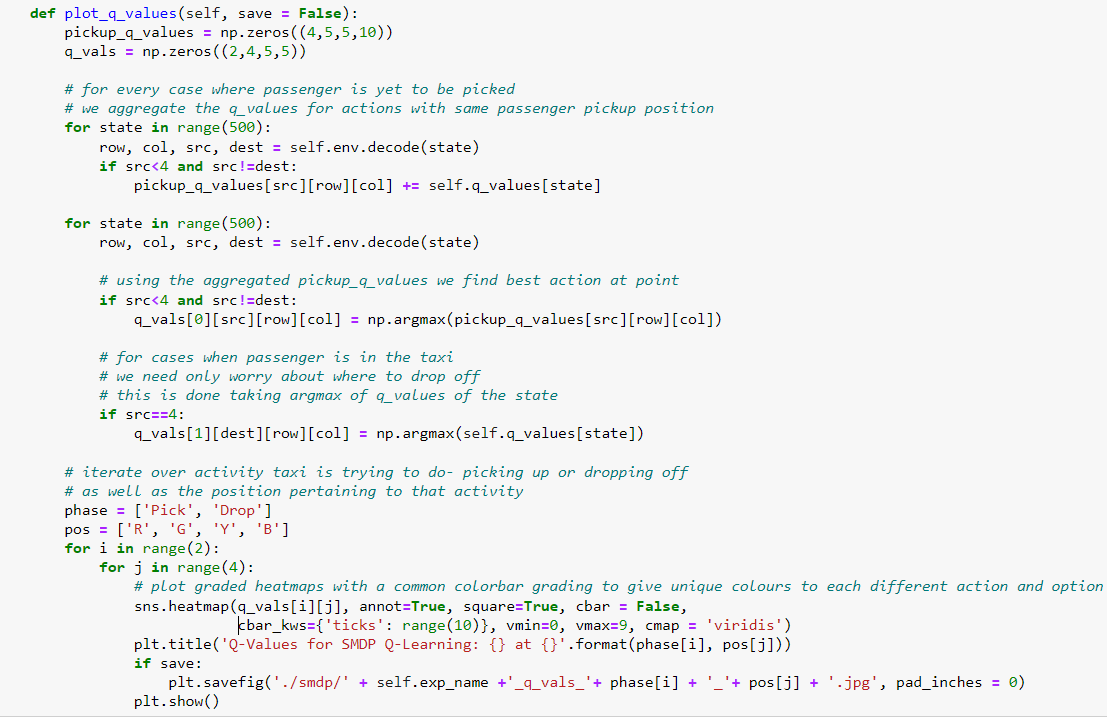 def plot_q_values(self, save = False):
    pickup_q_values = np.zeros((4,5,5,10))
    q_vals = np.zeros((2,4,5,5))

    # for every case where passenger is yet to be picked
    # we aggregate the q_values for actions with same passenger pickup position
    for state in range(500):
        row, col, src, dest = self.env.decode(state)
        if src<4 and src!=dest:
            pickup_q_values[src][row][col] += self.q_values[state]

    for state in range(500):
        row, col, src, dest = self.env.decode(state)

        # using the aggregated pickup_q_values we find best action at point
        if src<4 and src!=dest:
            q_vals[0][src][row][col] = np.argmax(pickup_q_values[src][row][col])

        # for cases when passenger is in the taxi
        # we need only worry about where to drop off
        # this is done taking argmax of q_values of the state
        if src==4:
            q_vals[1][dest][row][col] = np.argmax(self.q_values[state])

    # iterate over activity taxi is trying to do- picking up or dropping off
    # as well as the position pertaining to that activity
    phase = ['Pick', 'Drop']
    pos = ['R', 'G', 'Y', 'B']
    for i in range(2):
        for j in range(4):
            # plot graded heatmaps with a common colorbar grading to give unique colours to each different action and option
            sns.heatmap(q_vals[i][j], annot=True, square=True, cbar = False,
                        cbar_kws={'ticks': range(10)}, vmin=0, vmax=9, cmap = 'viridis')
            plt.title('Q-Values for SMDP Q-Learning: {} at {}'.format(phase[i], pos[j]))
            if save:
                plt.savefig('./smdp/' + self.exp_name +'_q_vals_'+ phase[i] + '_'+ pos[j] + '.jpg', pad_inches = 0)
            plt.show()